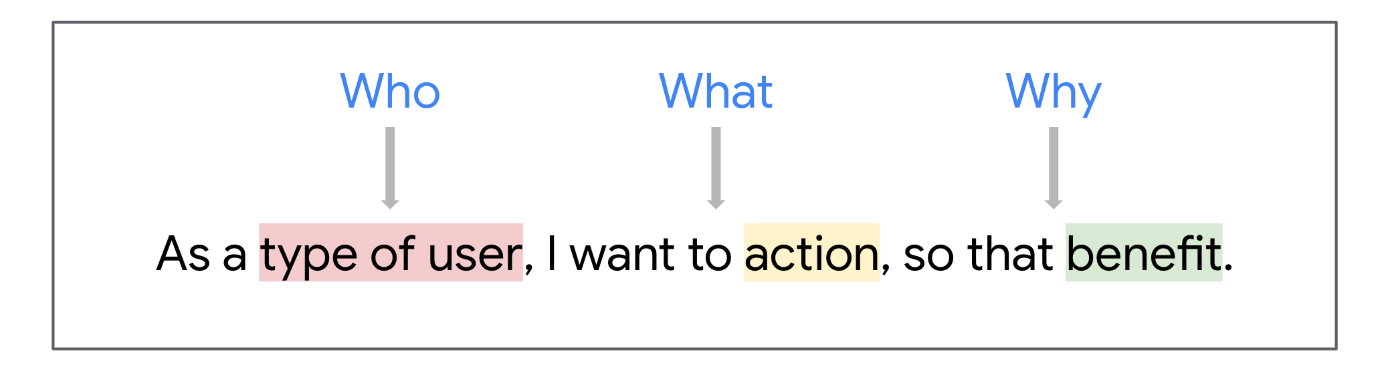 Who What Why
As a type of user, I want to action, so that benefit.